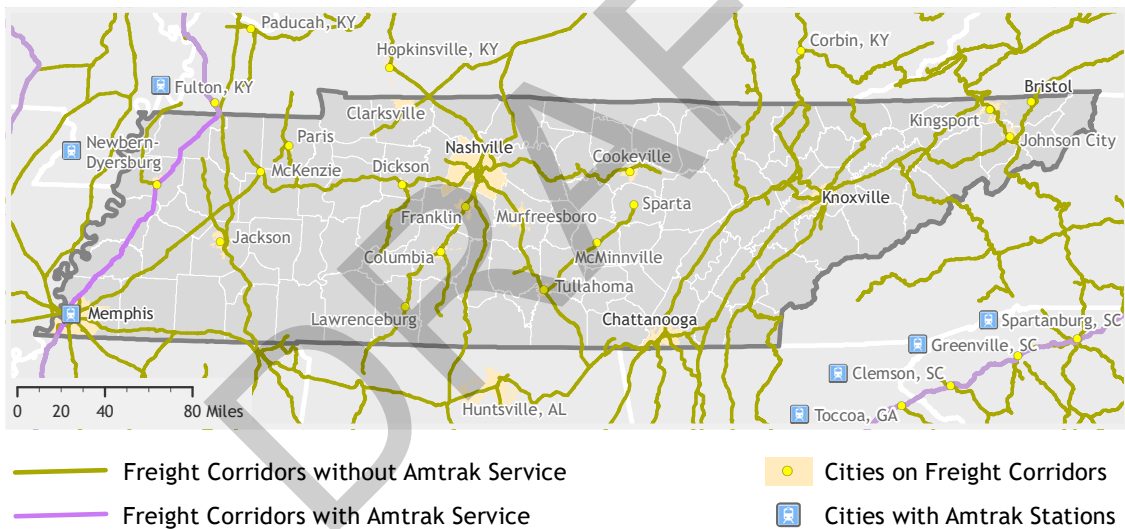 Paducah, KY
Hopkinsville, KY
Corbin, KY
Fulton, KY
Bristol
Clarksville
Kingsport
Paris
Johnson City
Newbern-
Dyersburg
Nashville
Cookeville
McKenzie
Dickson
Knoxville
Sparta
Franklin
Murfreesboro
Jackson
Columbia
McMinnville
Tullahoma
Memphis
Lawrenceburg
Chattanooga
Spartanburg, SC
Greenville, SC
Clemson, SC
0 20 40 80 Miles
Huntsville, AL
Toccoa, GA
DRAF
Freight Corridors without Amtrak Service
Cities on Freight Corridors
Freight Corridors with Amtrak Service
Cities with Amtrak Stations